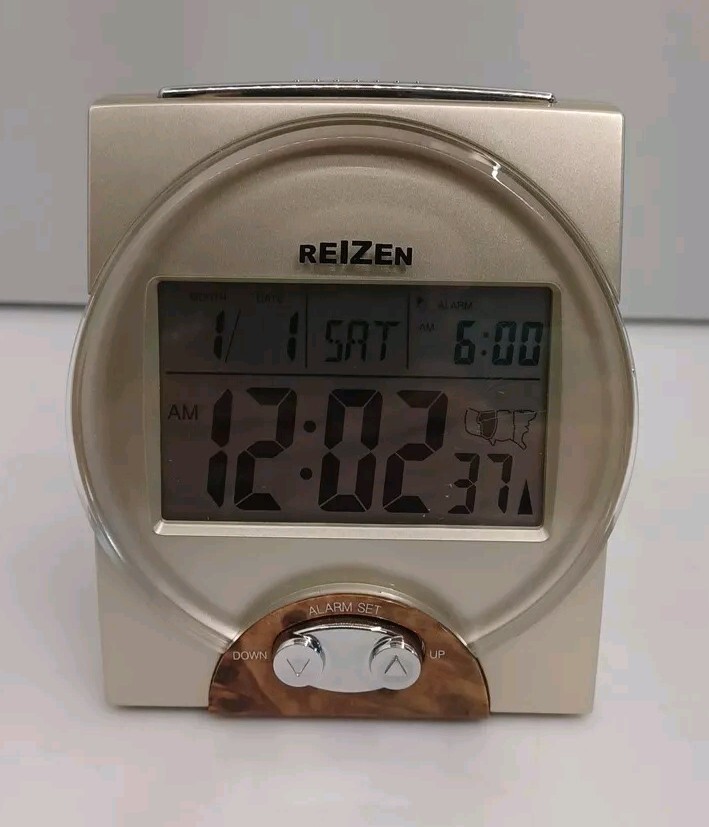 REIZEN
MONTH DATE ALARM
1/ 1 SAT AM 6:00
AM 12:02 37
ALARM SET
DOWN UP